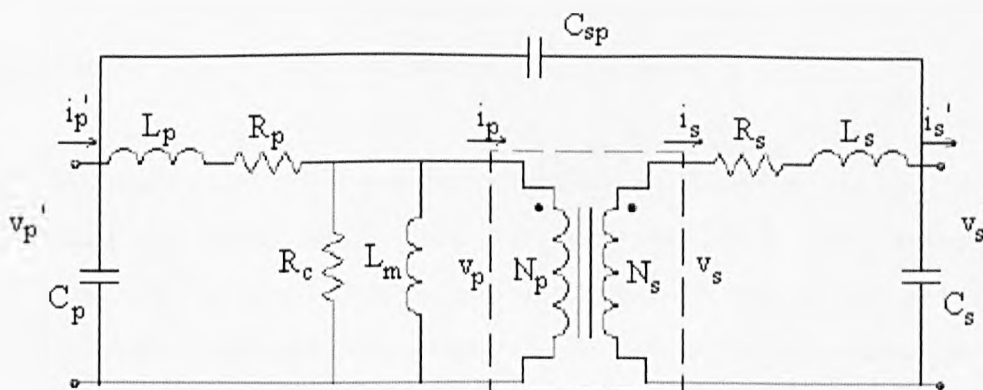 C_sp
i_p' L_p R_p i_p i_s R_s L_s i_s'
v_p' R_c L_m v_p N_p N_s v_s v_s
C_p C_s